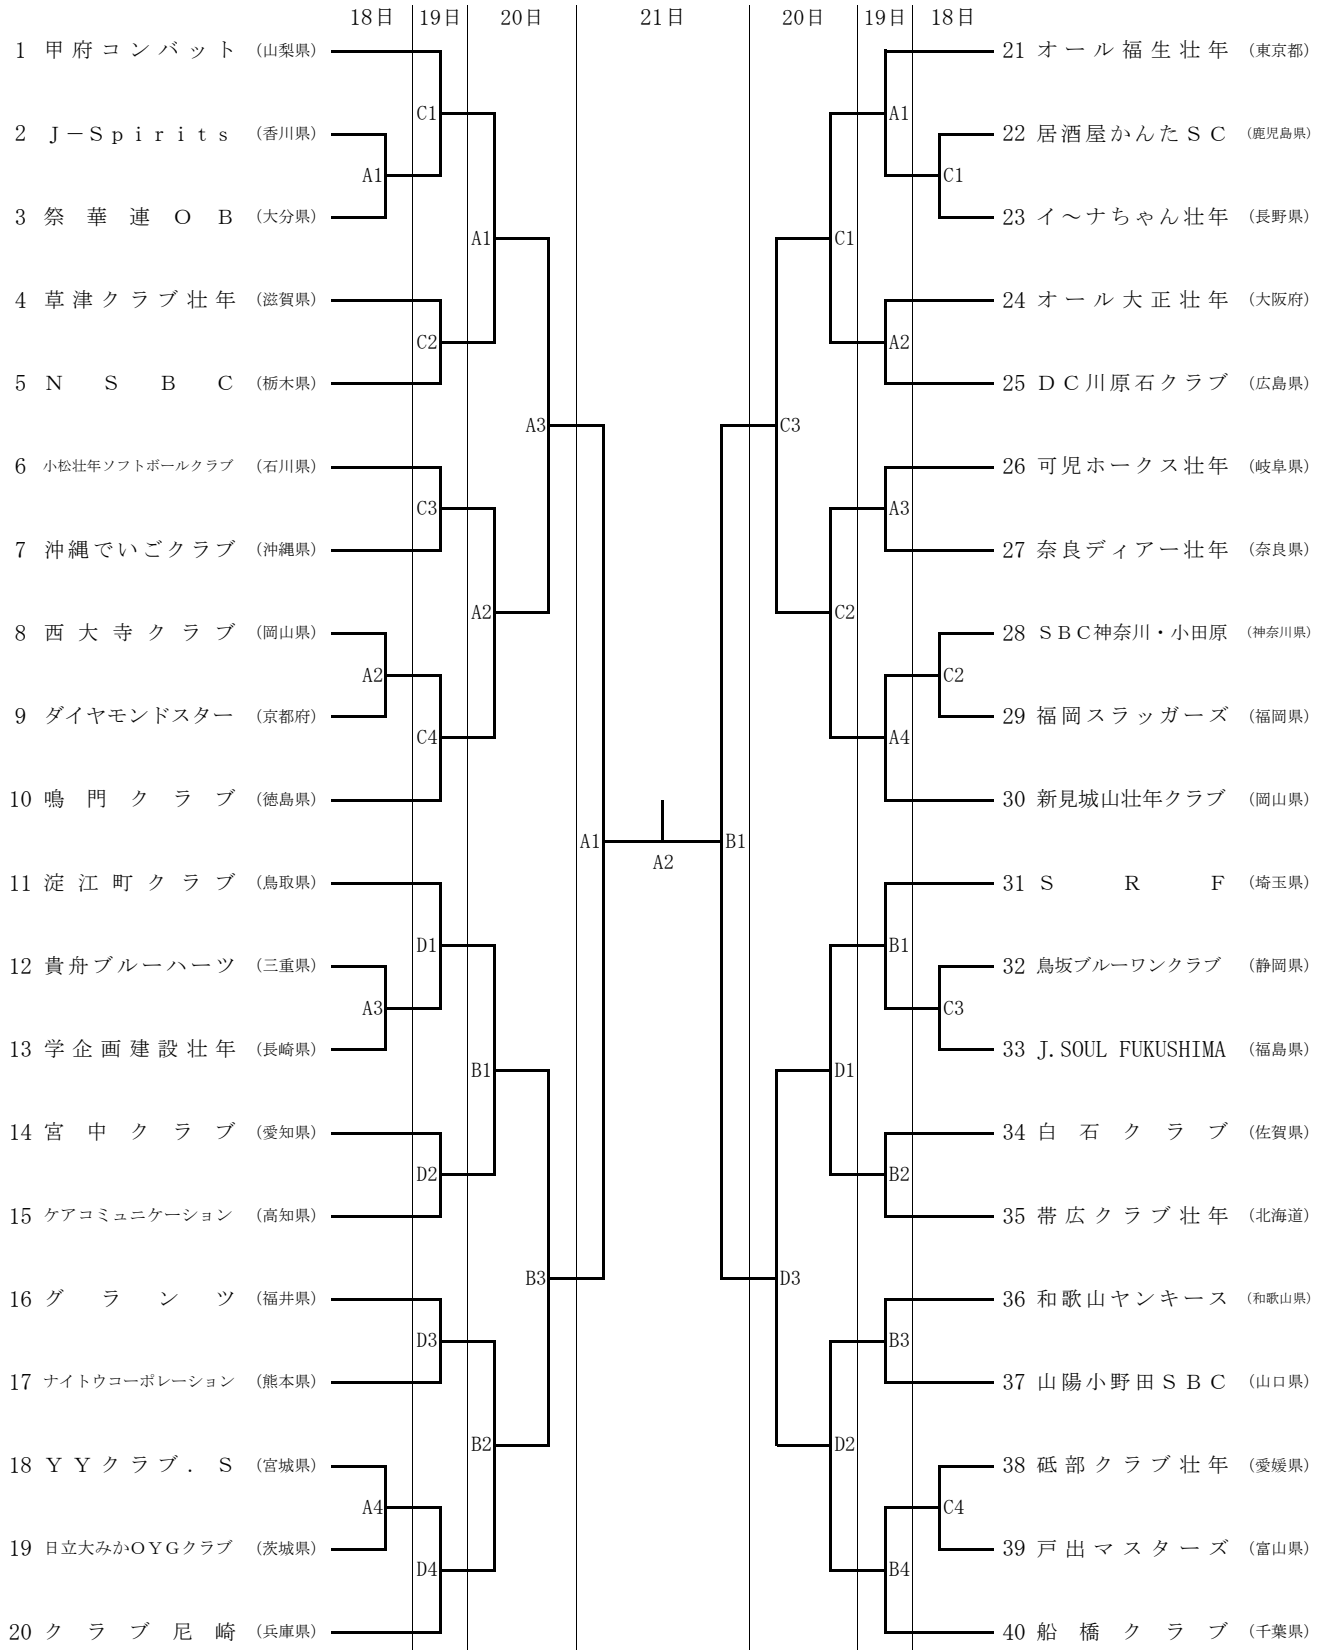 18日 19日 20日 21日 20日 19日 18日
1 甲府コンバット (山梨県)
21 オール福生壮年 (東京都)
C1
A1
2 J－Spirits (香川県)
22 居酒屋かんたＳＣ (鹿児島県)
A1
C1
3 祭華連ＯＢ (大分県)
23 イ～ナちゃん壮年 (長野県)
A1
C1
4 草津クラブ壮年 (滋賀県)
24 オール大正壮年 (大阪府)
C2
A2
5 ＮＳＢＣ (栃木県)
25 ＤＣ川原石クラブ (広島県)
A3
C3
6 小松壮年ソフトボールクラブ (石川県)
26 可児ホークス壮年 (岐阜県)
C3
A3
7 沖縄でいごクラブ (沖縄県)
27 奈良ディアー壮年 (奈良県)
A2
C2
8 西大寺クラブ (岡山県)
28 ＳＢＣ神奈川・小田原 (神奈川県)
A2
C2
9 ダイヤモンドスター (京都府)
29 福岡スラッガーズ (福岡県)
C4
A4
10 鳴門クラブ (徳島県)
30 新見城山壮年クラブ (岡山県)
A1
A2
B1
11 淀江町クラブ (鳥取県)
31 ＳＲＦ (埼玉県)
D1
B1
12 貴舟ブルーハーツ (三重県)
32 鳥坂ブルーワンクラブ (静岡県)
A3
C3
13 学企画建設壮年 (長崎県)
33 J.SOUL FUKUSHIMA (福島県)
B1
D1
14 宮中クラブ (愛知県)
34 白石クラブ (佐賀県)
D2
B2
15 ケアコミュニケーション (高知県)
35 帯広クラブ壮年 (北海道)
B3
D3
16 グランツ (福井県)
36 和歌山ヤンキース (和歌山県)
D3
B3
17 ナイトウコーポレーション (熊本県)
37 山陽小野田ＳＢＣ (山口県)
B2
D2
18 ＹＹクラブ．Ｓ (宮城県)
38 砥部クラブ壮年 (愛媛県)
A4
C4
19 日立大みかＯＹＧクラブ (茨城県)
39 戸出マスターズ (富山県)
D4
B4
20 クラブ尼崎 (兵庫県)
40 船橋クラブ (千葉県)